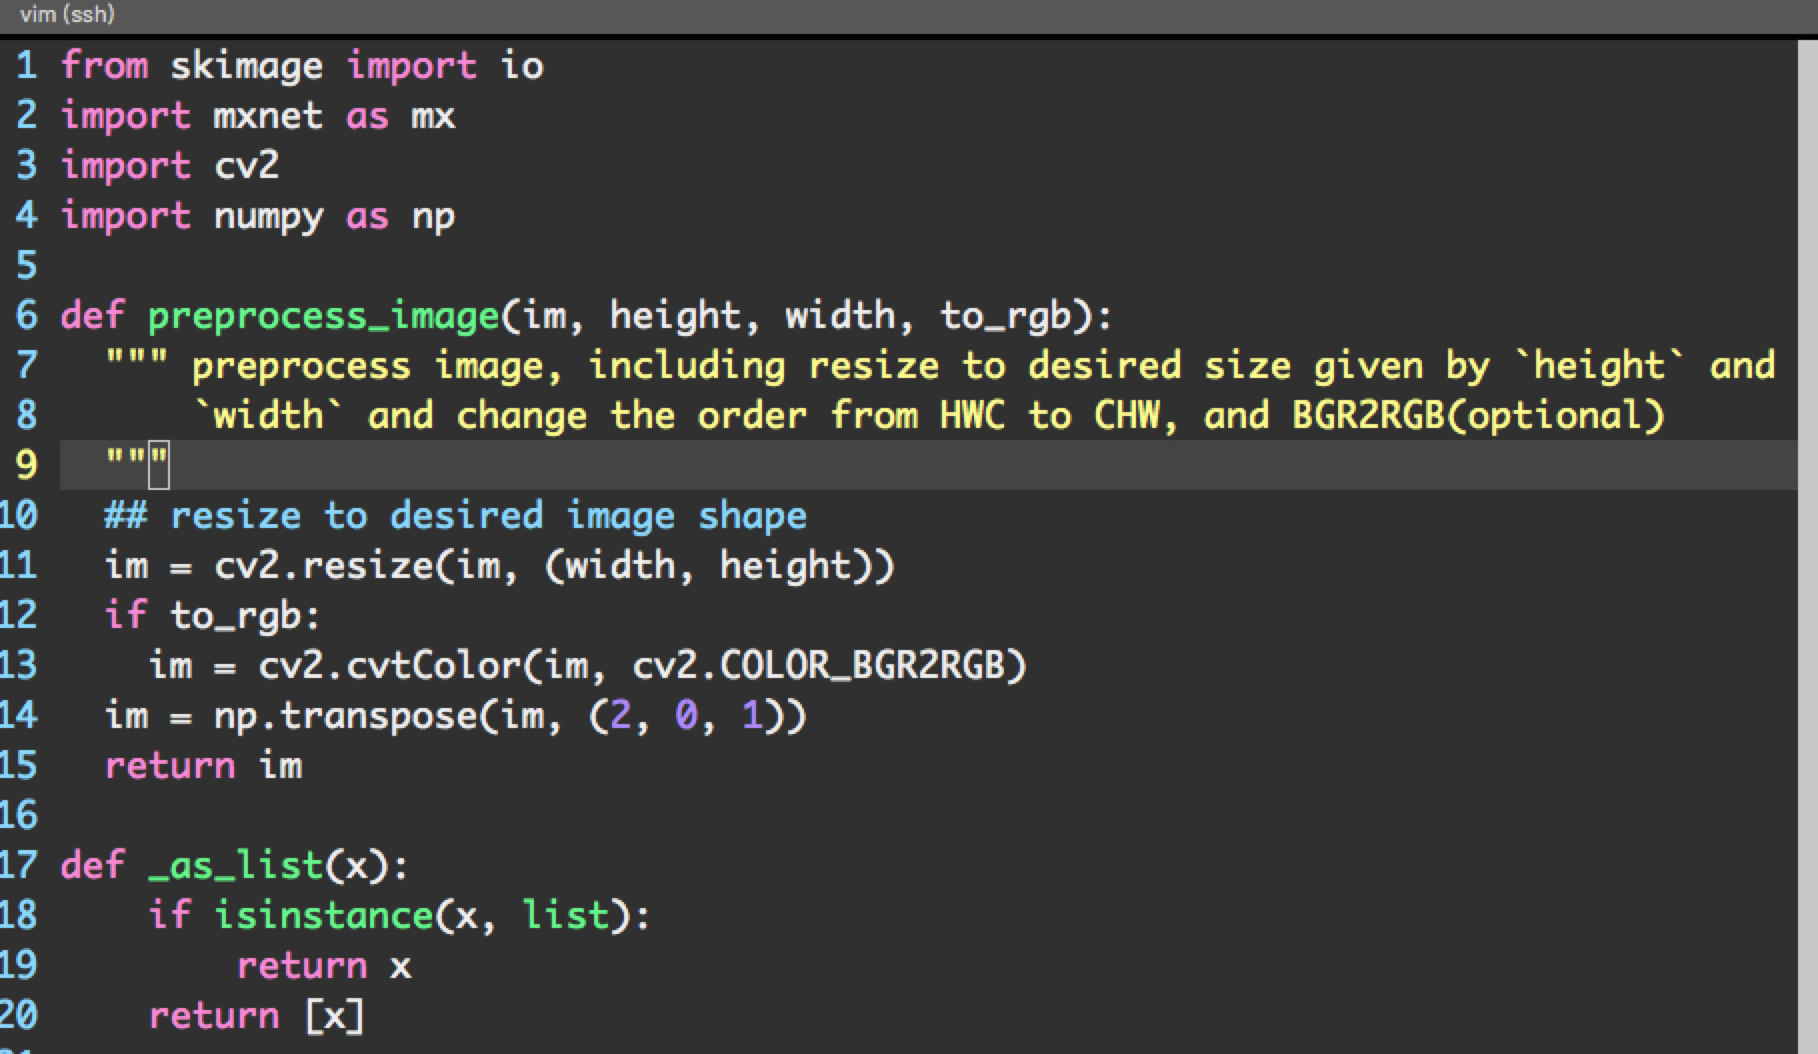 vim (ssh)
1 from skimage import io
2 import mxnet as mx
3 import cv2
4 import numpy as np
5
6 def preprocess_image(im, height, width, to_rgb):
7   """ preprocess image, including resize to desired size given by `height` and
8       `width` and change the order from HWC to CHW, and BGR2RGB(optional)
9   """
10   ## resize to desired image shape
11   im = cv2.resize(im, (width, height))
12   if to_rgb:
13     im = cv2.cvtColor(im, cv2.COLOR_BGR2RGB)
14   im = np.transpose(im, (2, 0, 1))
15   return im
16
17 def _as_list(x):
18     if isinstance(x, list):
19         return x
20     return [x]